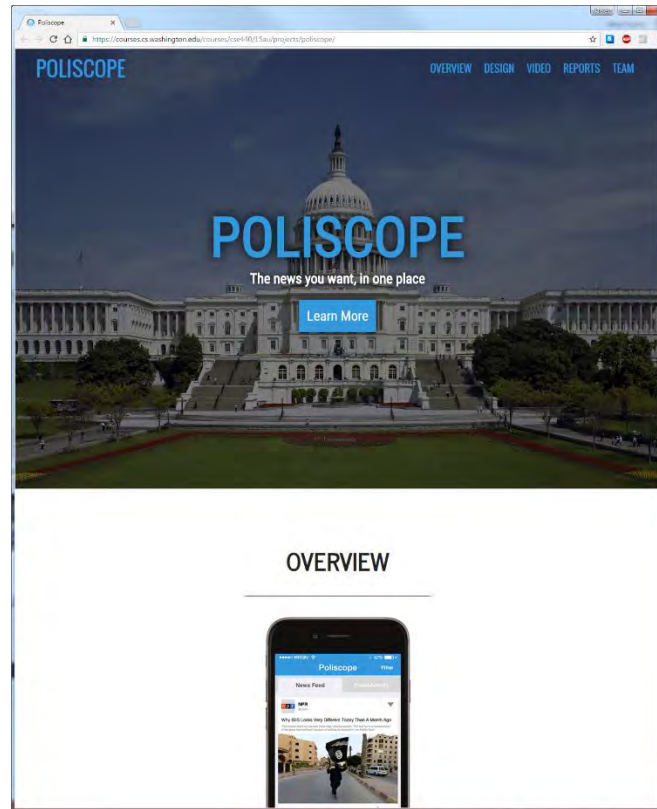 Poliscope
https://courses.cs.washington.edu/courses/cse440/15au/projects/poliscope/
POLISCOPE
OVERVIEW DESIGN VIDEO REPORTS TEAM
POLISCOPE
The news you want, in one place
Learn More
OVERVIEW
Poliscope Filter
News Feed
NPR
Why ISIS Looks Very Different Today Than A Month Ago